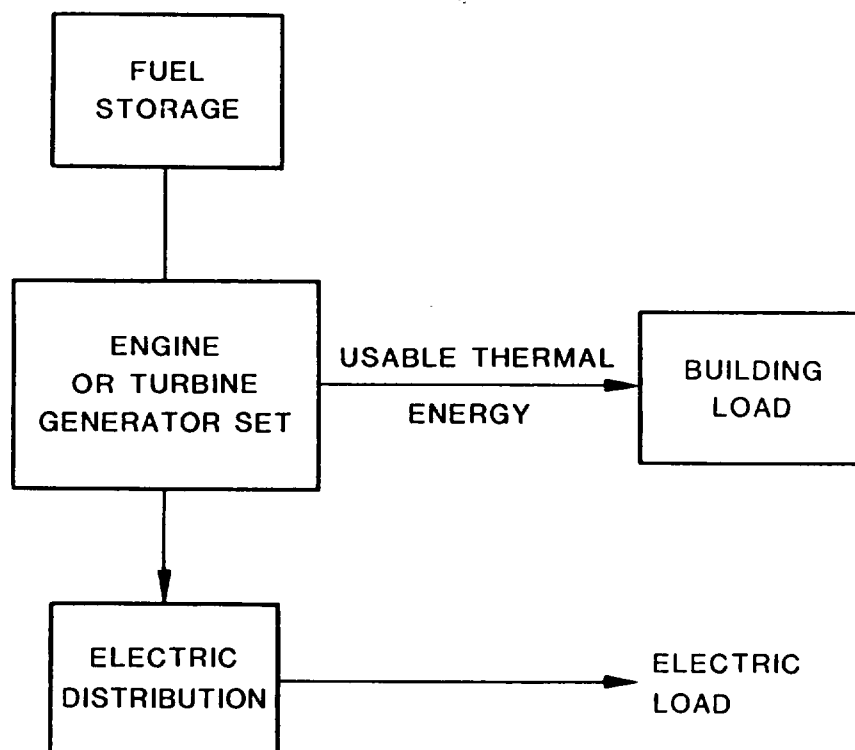 FUEL
STORAGE
ENGINE
OR TURBINE
GENERATOR SET
USABLE THERMAL
ENERGY
BUILDING
LOAD
ELECTRIC
DISTRIBUTION
ELECTRIC
LOAD